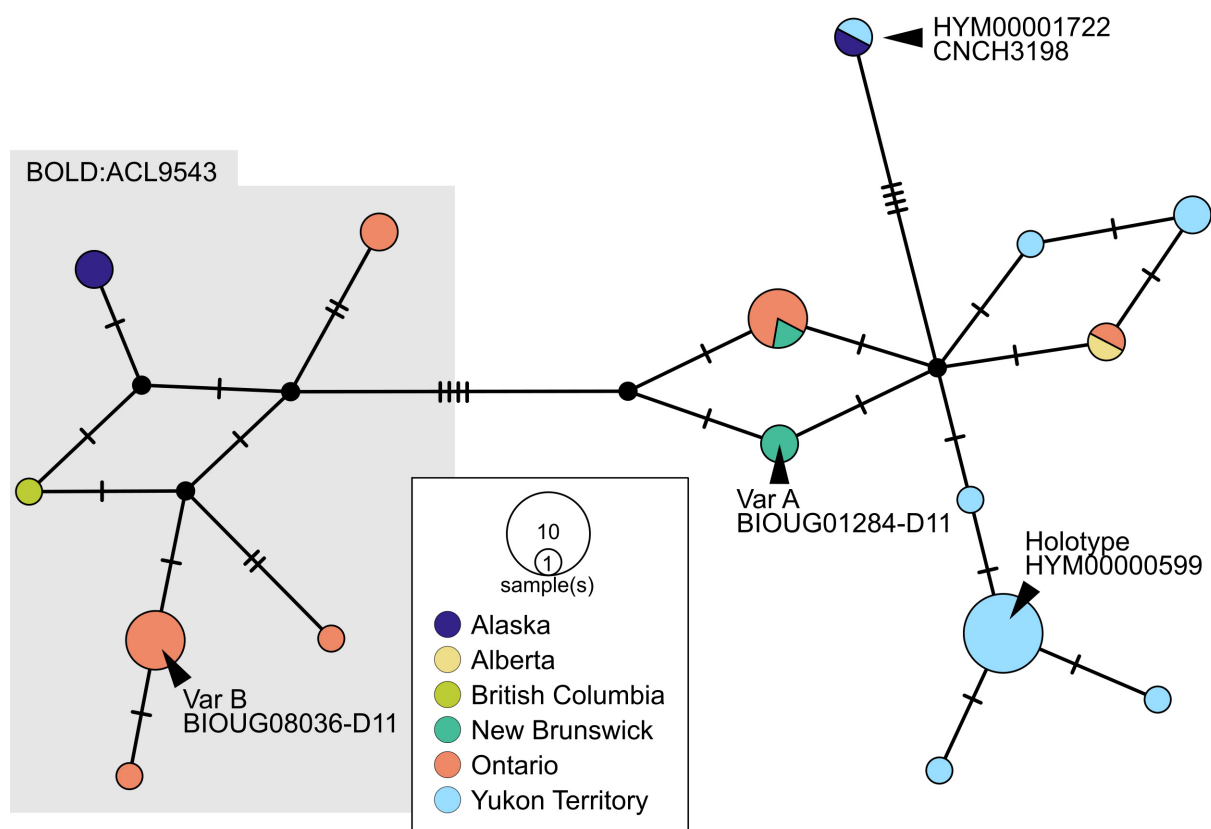 HYM00001722
CNCH3198
BOLD:ACL9543
Var A
BIOUG01284-D11
Holotype
HYM00000599
Var B
BIOUG08036-D11
10
1
sample(s)
Alaska
Alberta
British Columbia
New Brunswick
Ontario
Yukon Territory